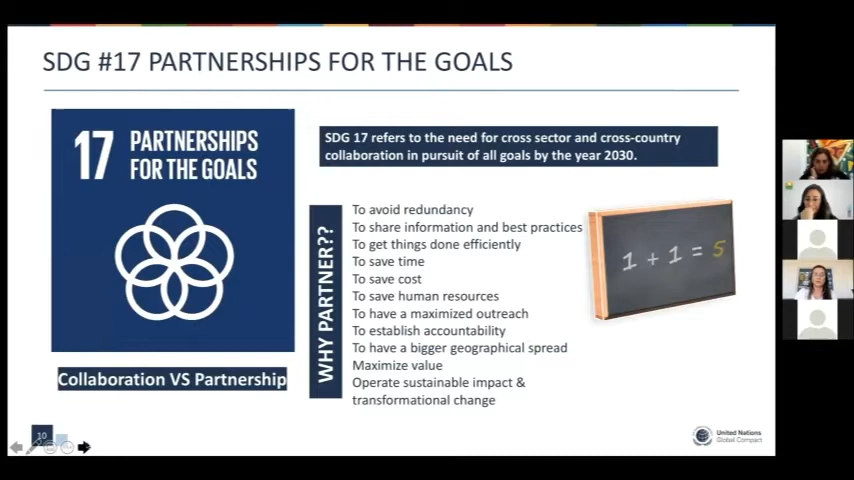 SDG #17 PARTNERSHIPS FOR THE GOALS
17 PARTNERSHIPS
FOR THE GOALS
Collaboration VS Partnership
SDG 17 refers to the need for cross sector and cross-country
collaboration in pursuit of all goals by the year 2030.
WHY PARTNER??
To avoid redundancy
To share information and best practices
To get things done efficiently
To save time
To save cost
To save human resources
To have a maximized outreach
To establish accountability
To have a bigger geographical spread
Maximize value
Operate sustainable impact &
transformational change
1 + 1 = 5
10
United Nations
Global Compact